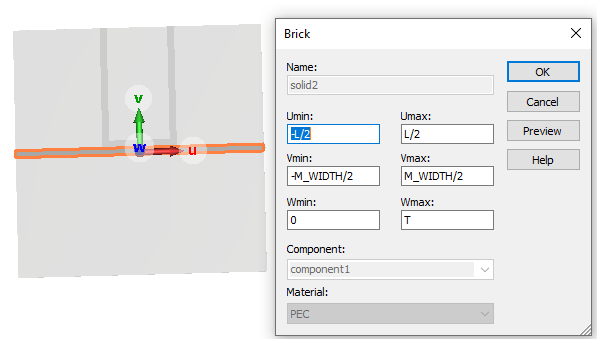 v
w
u
Brick
Name:
solid2
Umin: Umax:
-L/2 L/2
Vmin: Vmax:
-M_WIDTH/2 M_WIDTH/2
Wmin: Wmax:
0 T
Component:
component1
Material:
PEC
OK
Cancel
Preview
Help